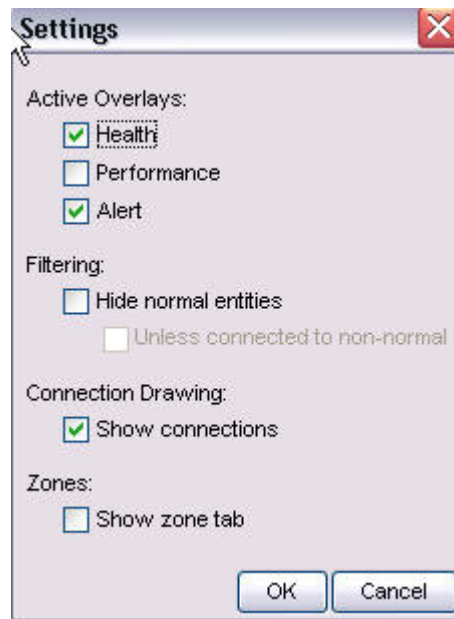 Settings
Active Overlays:
Health
Performance
Alert
Filtering:
Hide normal entities
Unless connected to non-normal
Connection Drawing:
Show connections
Zones:
Show zone tab
OK Cancel